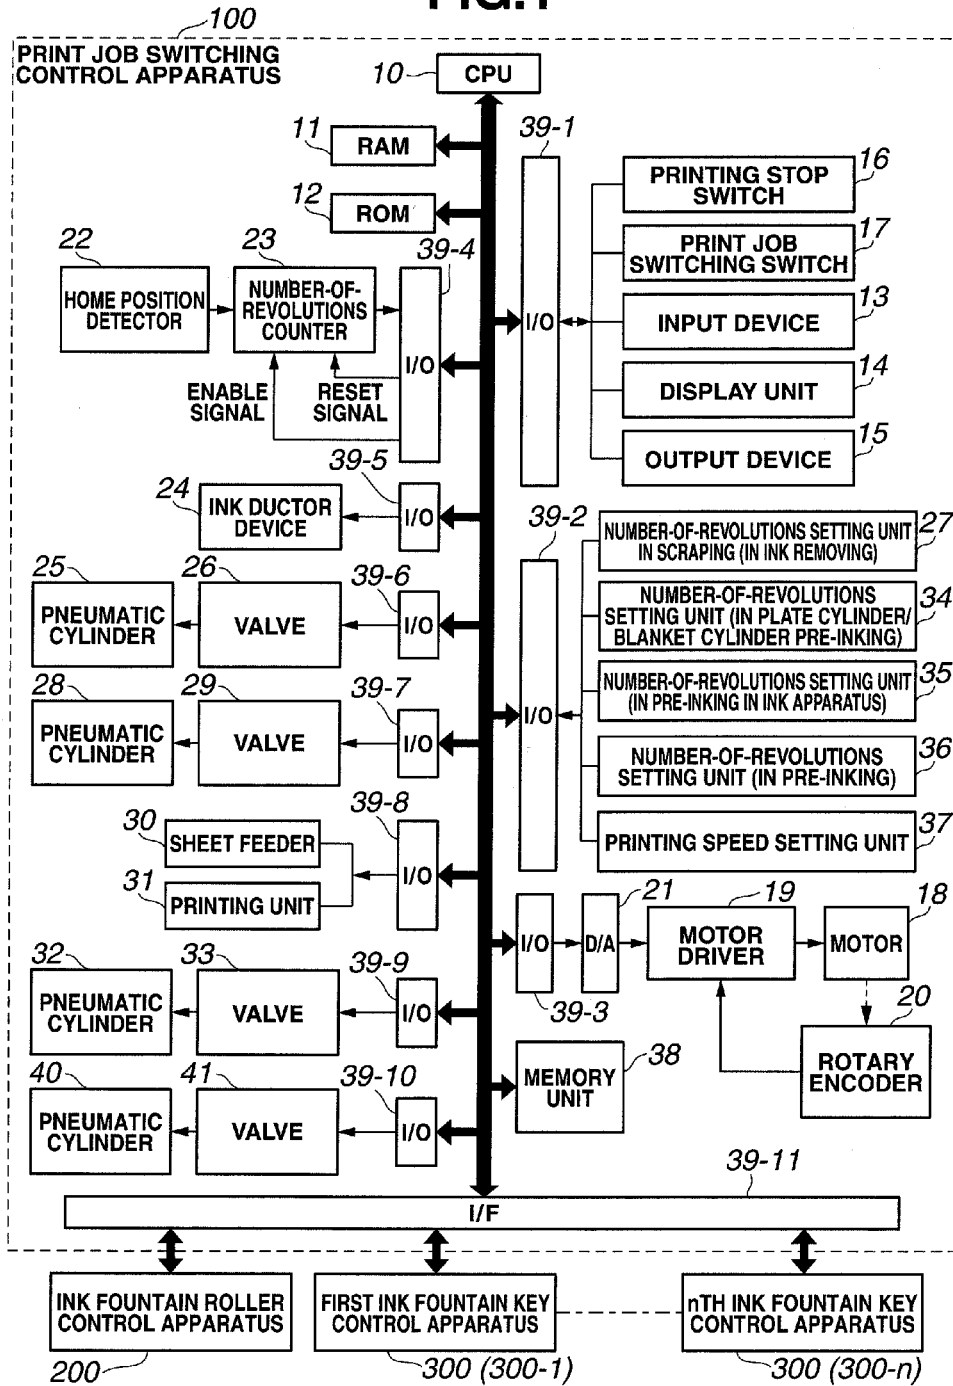 FIG.1
100
PRINT JOB SWITCHING
CONTROL APPARATUS
10
CPU
11
RAM
39-1
16
PRINTING STOP
SWITCH
12
ROM
17
PRINT JOB
SWITCHING SWITCH
22
HOME POSITION
DETECTOR
23
NUMBER-OF-
REVOLUTIONS
COUNTER
39-4
I/O
ENABLE
SIGNAL
RESET
SIGNAL
I/O
13
INPUT DEVICE
14
DISPLAY UNIT
15
OUTPUT DEVICE
24
INK DUCTOR
DEVICE
39-5
I/O
39-2
I/O
27
NUMBER-OF-REVOLUTIONS SETTING UNIT
IN SCRAPING (IN INK REMOVING)
25
PNEUMATIC
CYLINDER
26
VALVE
39-6
I/O
34
NUMBER-OF-REVOLUTIONS
SETTING UNIT (IN PLATE CYLINDER/
BLANKET CYLINDER PRE-INKING)
28
PNEUMATIC
CYLINDER
29
VALVE
39-7
I/O
35
NUMBER-OF-REVOLUTIONS SETTING UNIT
(IN PRE-INKING IN INK APPARATUS)
36
NUMBER-OF-REVOLUTIONS
SETTING UNIT (IN PRE-INKING)
30
SHEET FEEDER
31
PRINTING UNIT
39-8
I/O
37
PRINTING SPEED SETTING UNIT
I/O
39-3
21
D/A
19
MOTOR
DRIVER
18
MOTOR
20
ROTARY
ENCODER
32
PNEUMATIC
CYLINDER
33
VALVE
39-9
I/O
38
MEMORY
UNIT
40
PNEUMATIC
CYLINDER
41
VALVE
39-10
I/O
39-11
I/F
INK FOUNTAIN ROLLER
CONTROL APPARATUS
200
FIRST INK FOUNTAIN KEY
CONTROL APPARATUS
300 (300-1)
nTH INK FOUNTAIN KEY
CONTROL APPARATUS
300 (300-n)